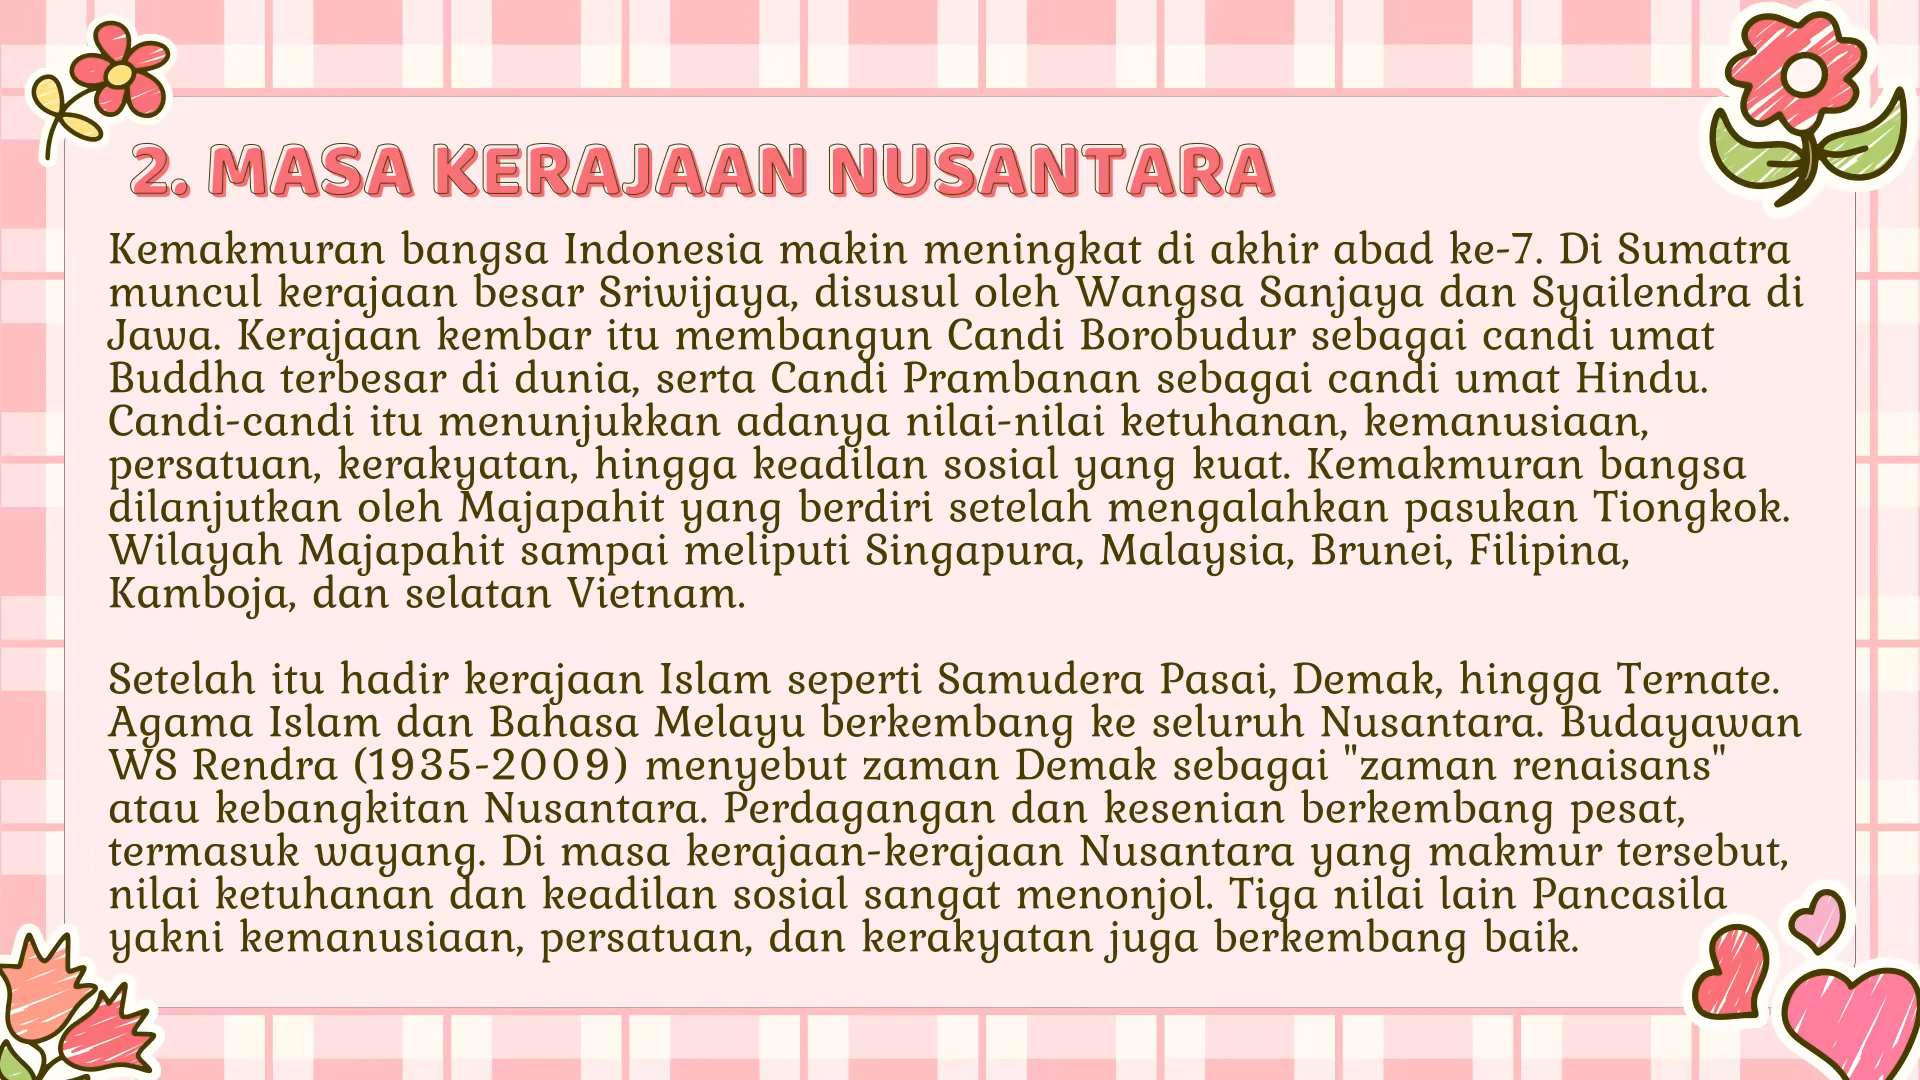 2. MASA KERAJAAN NUSANTARA
Kemakmuran bangsa Indonesia makin meningkat di akhir abad ke-7. Di Sumatra
muncul kerajaan besar Sriwijaya, disusul oleh Wangsa Sanjaya dan Syailendra di
Jawa. Kerajaan kembar itu membangun Candi Borobudur sebagai candi umat
Buddha terbesar di dunia, serta Candi Prambanan sebagai candi umat Hindu.
Candi-candi itu menunjukkan adanya nilai-nilai ketuhanan, kemanusiaan,
persatuan, kerakyatan, hingga keadilan sosial yang kuat. Kemakmuran bangsa
dilanjutkan oleh Majapahit yang berdiri setelah mengalahkan pasukan Tiongkok.
Wilayah Majapahit sampai meliputi Singapura, Malaysia, Brunei, Filipina,
Kamboja, dan selatan Vietnam.
Setelah itu hadir kerajaan Islam seperti Samudera Pasai, Demak, hingga Ternate.
Agama Islam dan Bahasa Melayu berkembang ke seluruh Nusantara. Budayawan
WS Rendra (1935-2009) menyebut zaman Demak sebagai "zaman renaisans"
atau kebangkitan Nusantara. Perdagangan dan kesenian berkembang pesat,
termasuk wayang. Di masa kerajaan-kerajaan Nusantara yang makmur tersebut,
nilai ketuhanan dan keadilan sosial sangat menonjol. Tiga nilai lain Pancasila
yakni kemanusiaan, persatuan, dan kerakyatan juga berkembang baik.